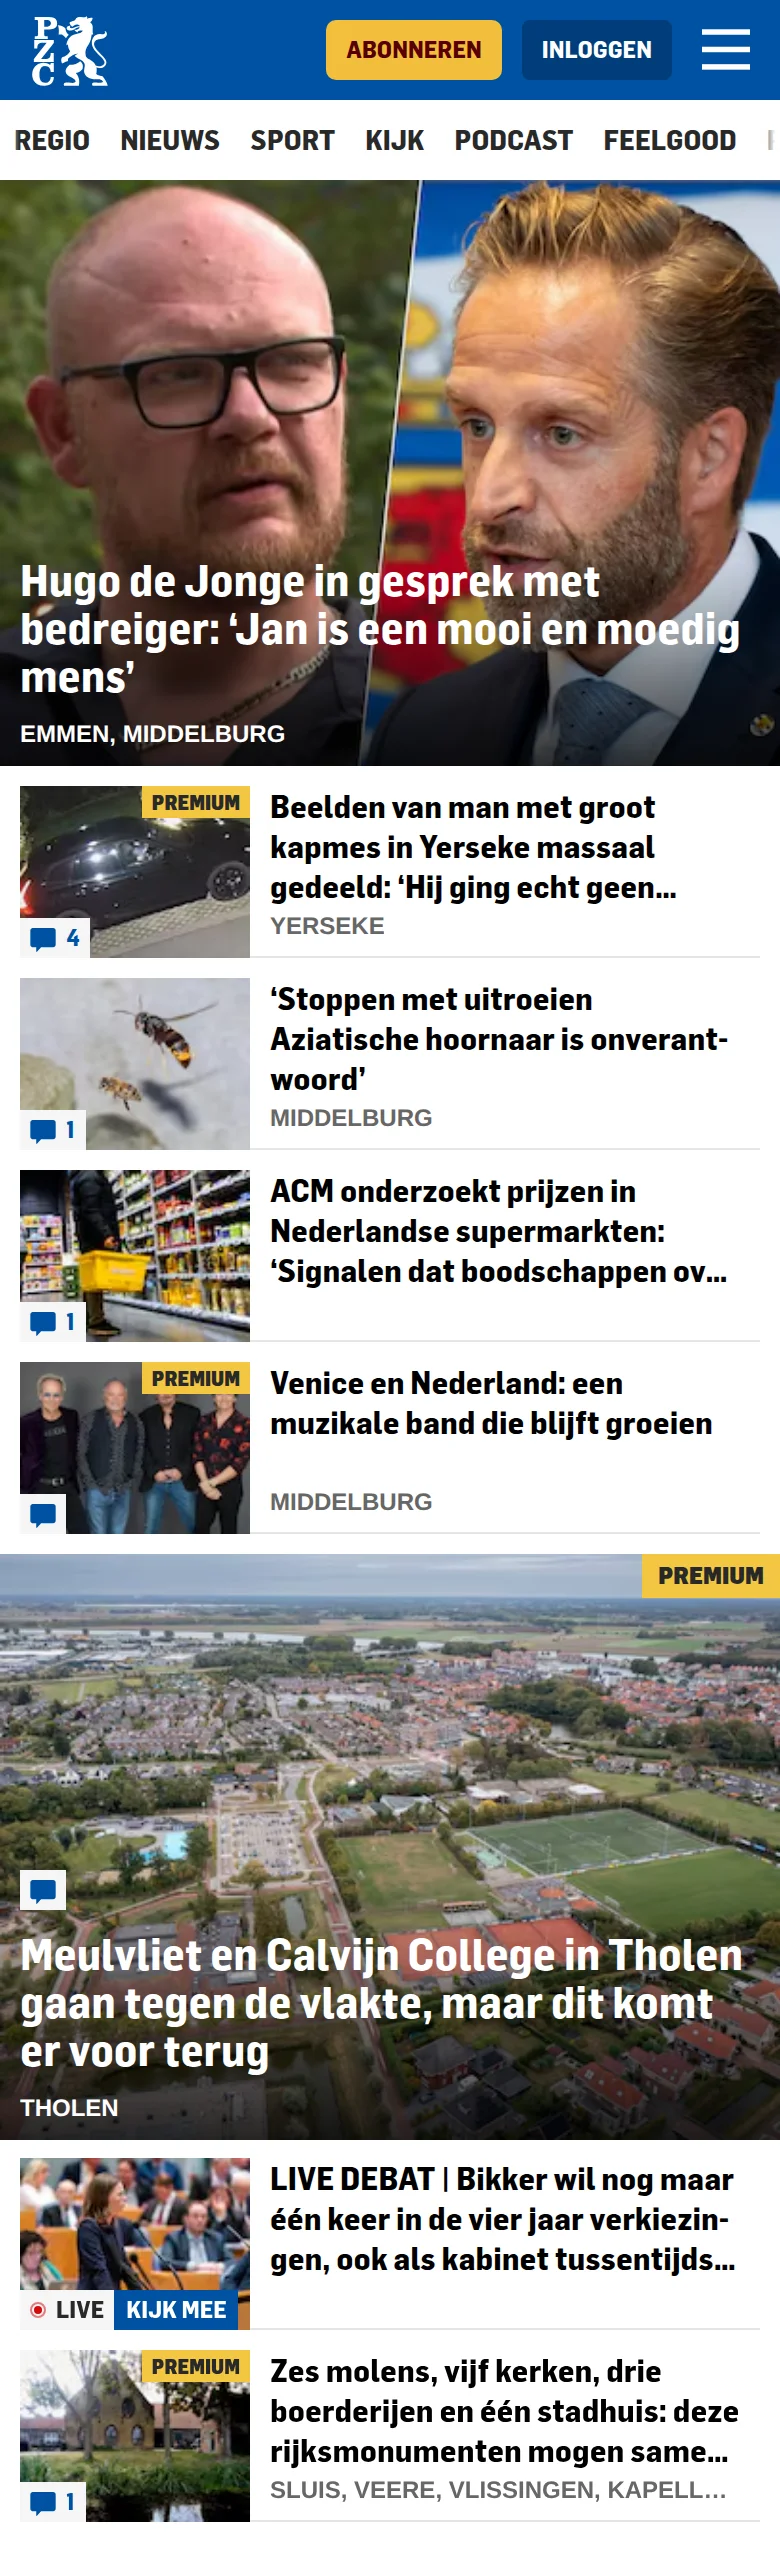 PZC
ABONNEREN
INLOGGEN
REGIO NIEUWS SPORT KIJK PODCAST FEELGOOD
Hugo de Jonge in gesprek met
bedreiger: ‘Jan is een mooi en moedig
mens’
EMMEN, MIDDELBURG
PREMIUM
4
Beelden van man met groot
kapmes in Yerseke massaal
gedeeld: ‘Hij ging echt geen...
YERSEKE
1
‘Stoppen met uitroeien
Aziatische hoornaar is onverant-
woord’
MIDDELBURG
1
ACM onderzoekt prijzen in
Nederlandse supermarkten:
‘Signalen dat boodschappen ov...
PREMIUM
Venice en Nederland: een
muzikale band die blijft groeien
MIDDELBURG
PREMIUM
Meulvliet en Calvijn College in Tholen
gaan tegen de vlakte, maar dit komt
er voor terug
THOLEN
LIVE KIJK MEE
LIVE DEBAT | Bikker wil nog maar
één keer in de vier jaar verkiezin-
gen, ook als kabinet tussentijds...
PREMIUM
1
Zes molens, vijf kerken, drie
boerderijen en één stadhuis: deze
rijksmonumenten mogen same...
SLUIS, VEERE, VLISSINGEN, KAPELL...